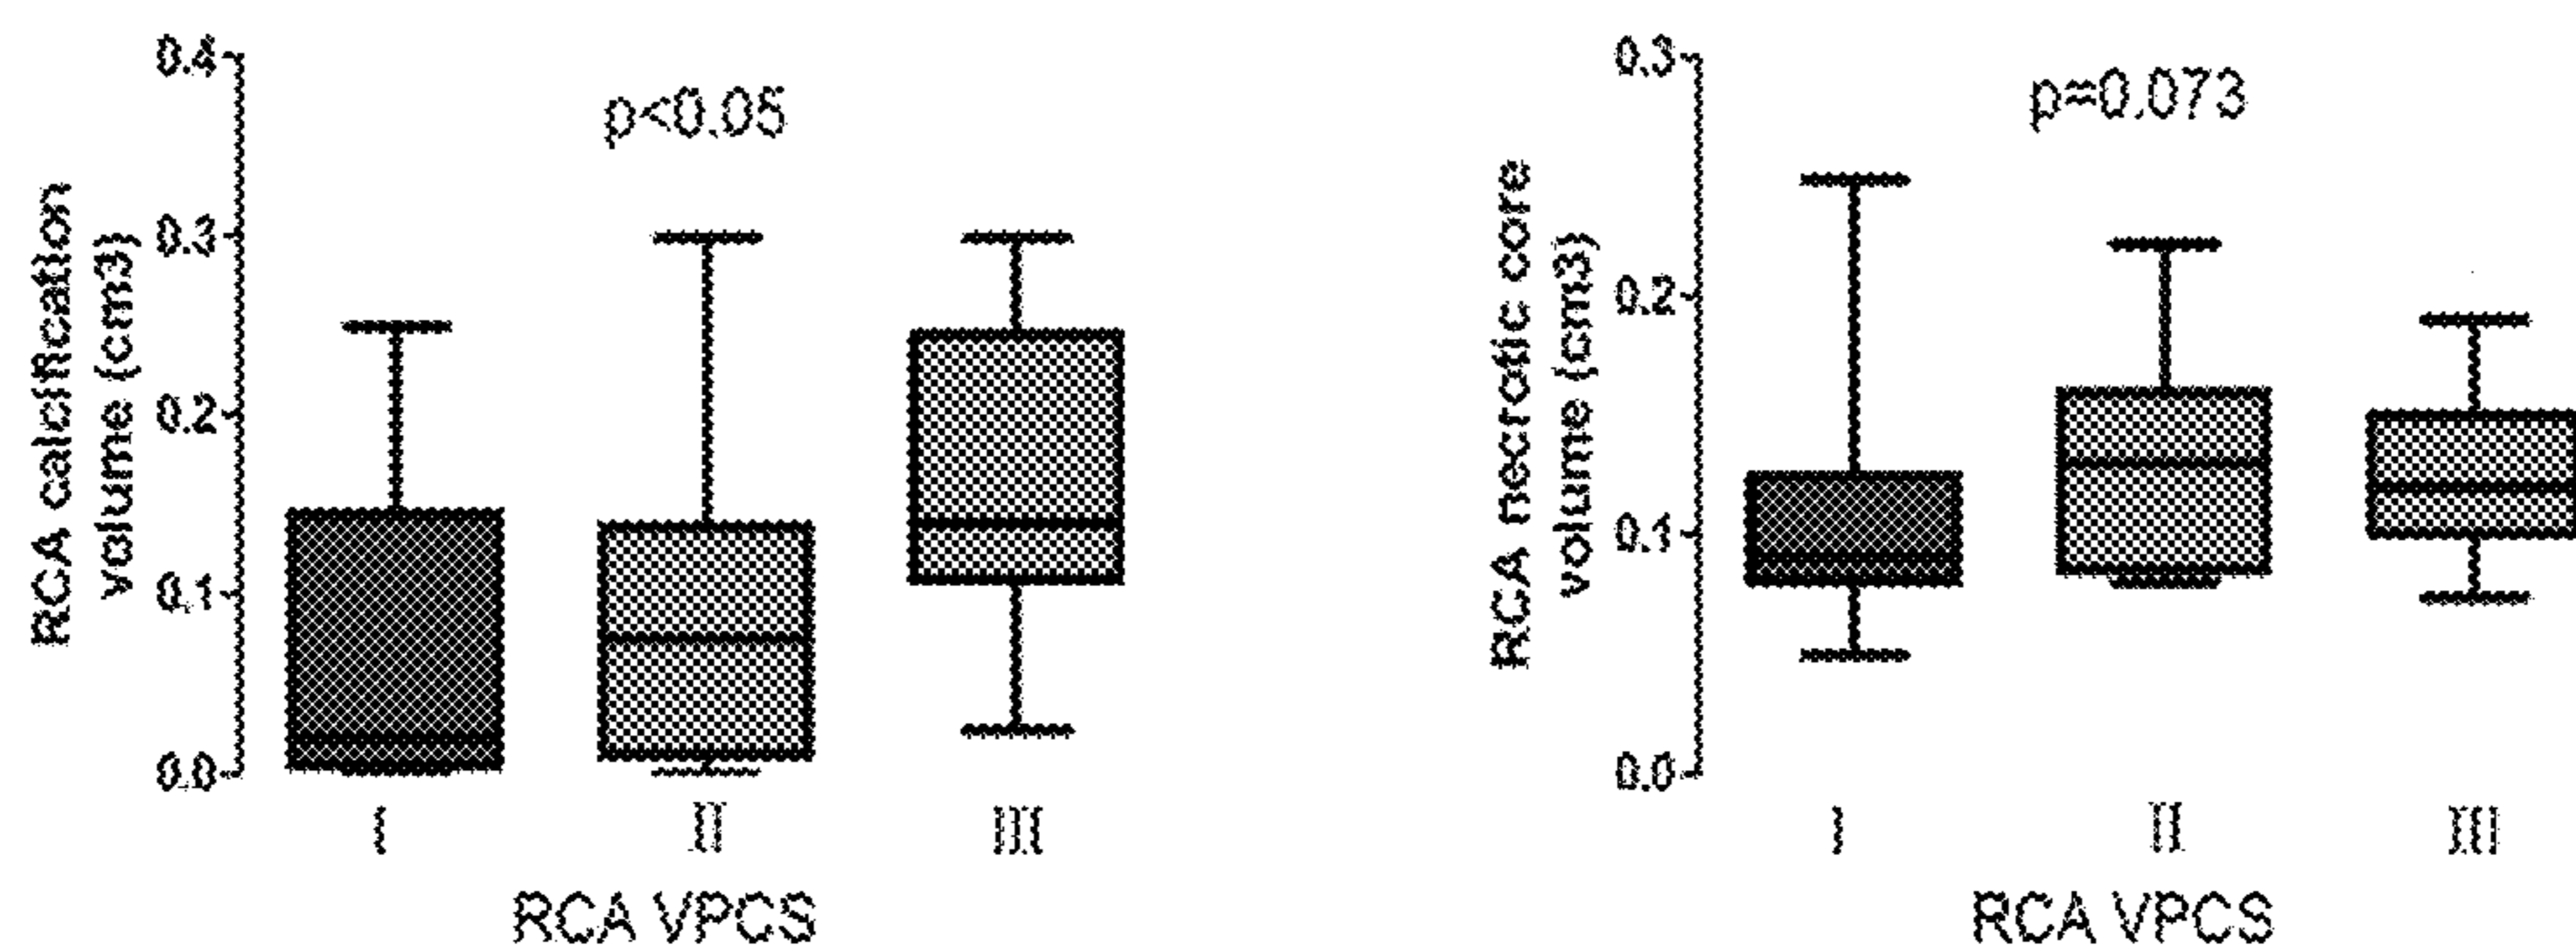 RCA calcification
volume (cm3)
0.4
0.3
0.2
0.1
0.0
p<0.05
I
II
III
RCA VPCS
RCA necrotic core
volume (cm3)
0.3
0.2
0.1
0.0
p=0.073
I
II
III
RCA VPCS